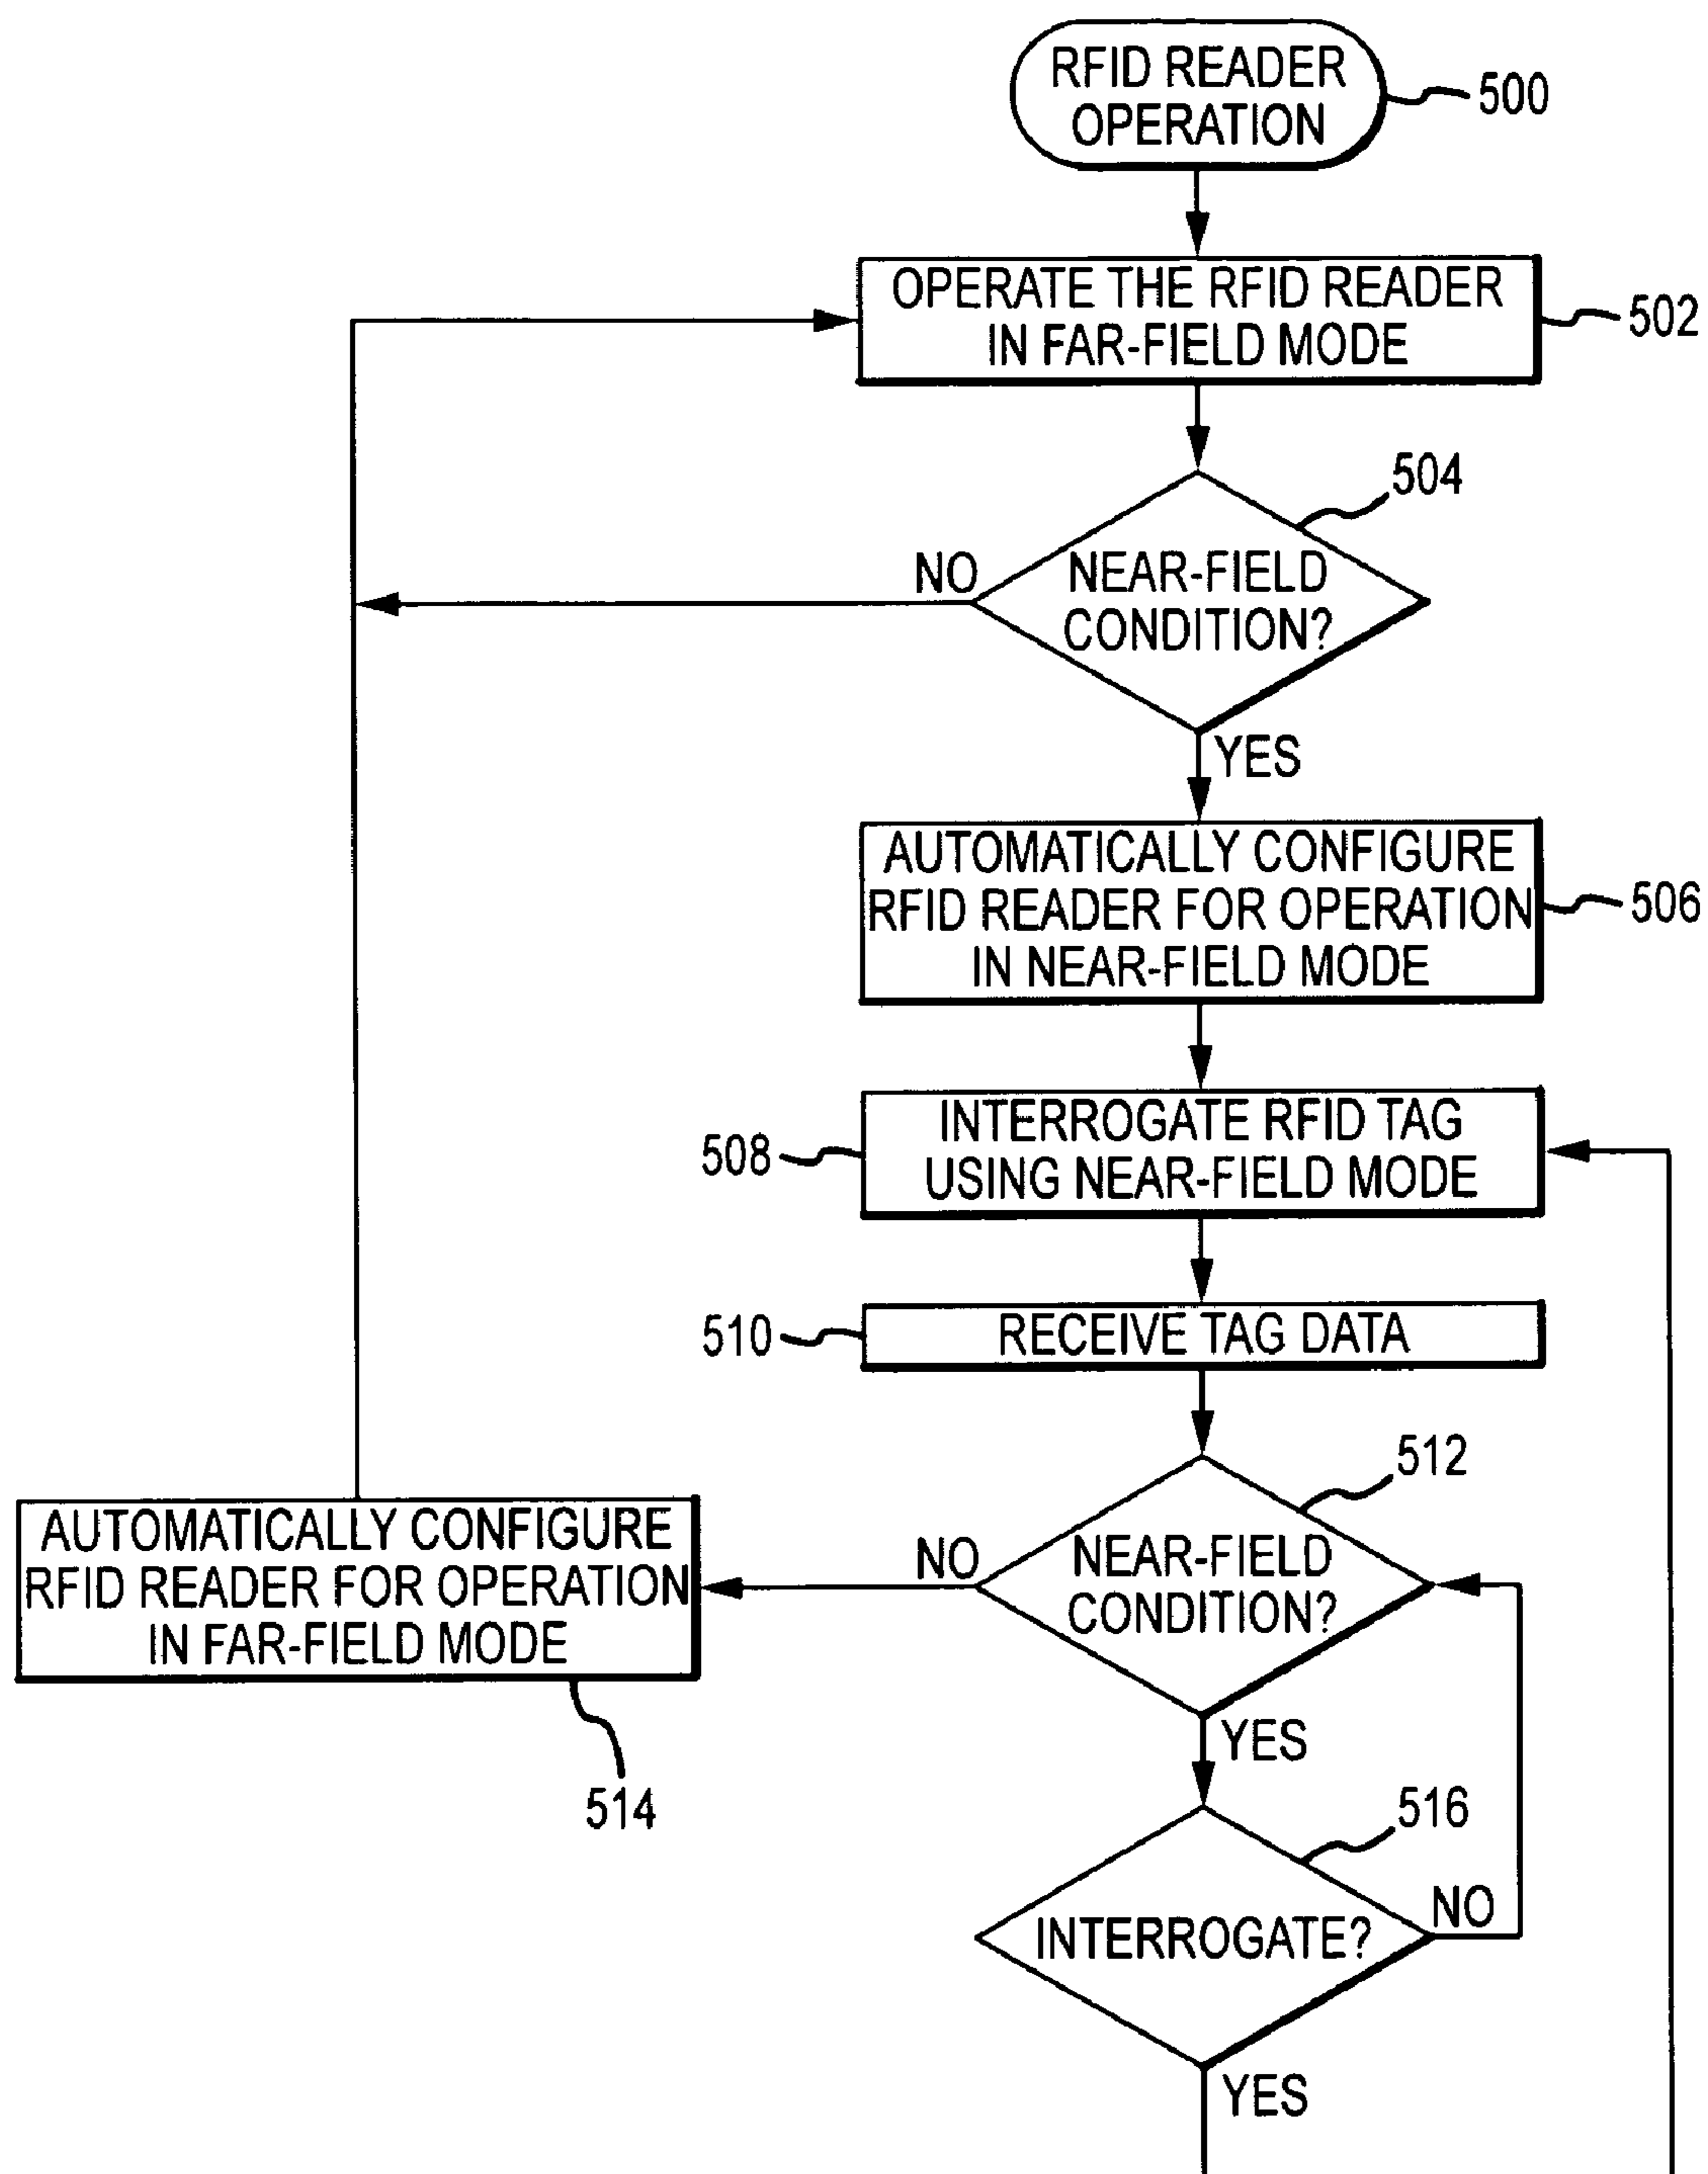 RFID READER
OPERATION
500
OPERATE THE RFID READER
IN FAR-FIELD MODE
502
504
NEAR-FIELD
CONDITION?
NO
YES
AUTOMATICALLY CONFIGURE
RFID READER FOR OPERATION
IN NEAR-FIELD MODE
506
INTERROGATE RFID TAG
USING NEAR-FIELD MODE
508
RECEIVE TAG DATA
510
512
NEAR-FIELD
CONDITION?
NO
AUTOMATICALLY CONFIGURE
RFID READER FOR OPERATION
IN FAR-FIELD MODE
514
YES
516
INTERROGATE?
NO
YES